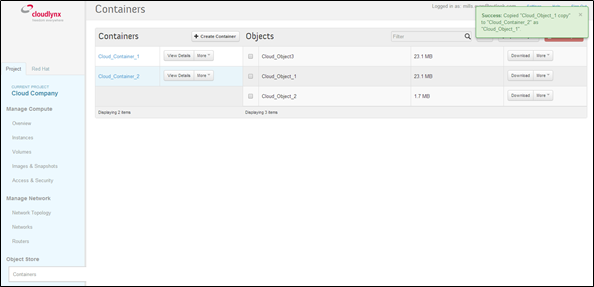 cloudlynx
Containers
Logged in as:
Success: Copied "Cloud_Object_1 copy"
to "Cloud_Container_2" as
"Cloud_Object_1"
×
Containers
+ Create Container
Objects
Filter
Project
Red Hat
CURRENT PROJECT
Cloud Company
Manage Compute
Overview
Instances
Volumes
Images & Snapshots
Access & Security
Manage Network
Network Topology
Networks
Routers
Object Store
Containers
Cloud_Container_1
View Details
More
Cloud_Container_2
View Details
More
Displaying 2 items
Cloud_Object3
23.1 MB
Download
More
Cloud_Object_1
23.1 MB
Download
More
Cloud_Object_2
1.7 MB
Download
More
Displaying 3 items